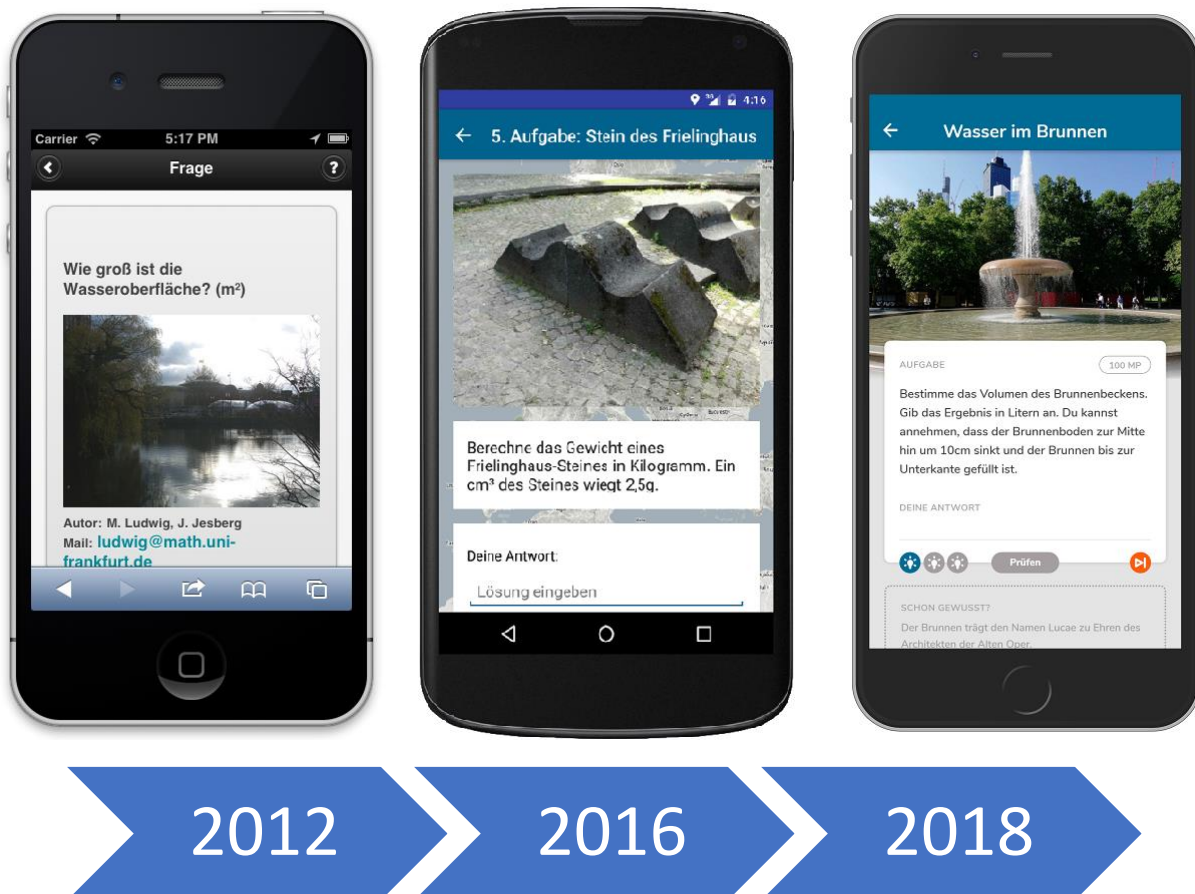 Carrier
5:17 PM
Frage
?
Wie groß ist die
Wasseroberfläche? (m²)
Autor: M. Ludwig, J. Jesberg
Mail: ludwig@math.uni-
frankfurt.de
4:16
5. Aufgabe: Stein des Frielinghaus
Berechne das Gewicht eines
Frielinghaus-Steines in Kilogramm. Ein
cm³ des Steines wiegt 2,5g.
Deine Antwort:
Lösung eingeben
Wasser im Brunnen
AUFGABE
100 MP
Bestimme das Volumen des Brunnenbeckens.
Gib das Ergebnis in Litern an. Du kannst
annehmen, dass der Brunnenboden zur Mitte
hin um 10cm sinkt und der Brunnen bis zur
Unterkante gefüllt ist.
DEINE ANTWORT
Prüfen
SCHON GEWUSST?
Der Brunnen trägt den Namen Lucae zu Ehren des
Architekten der Alten Oper.
2012
2016
2018